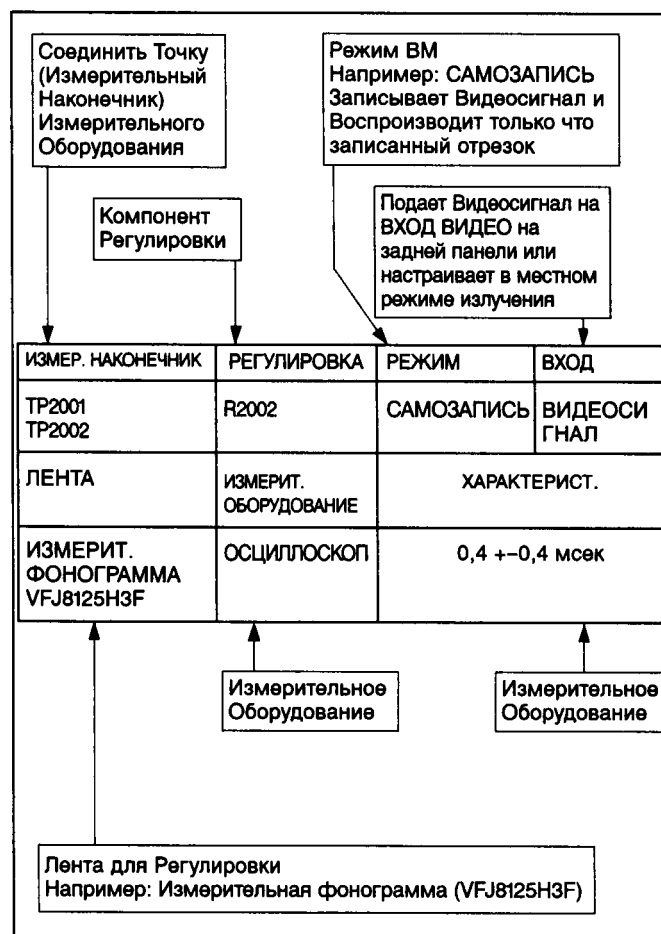 Соединить Точку
(Измерительный
Наконечник)
Измерительного
Оборудования
Режим ВМ
Например: САМОЗАПИСЬ
Записывает Видеосигнал и
Воспроизводит только что
записанный отрезок
Компонент
Регулировки
Подает Видеосигнал на
ВХОД ВИДЕО на
задней панели или
настраивает в местном
режиме излучения
ИЗМЕР. НАКОНЕЧНИК РЕГУЛИРОВКА РЕЖИМ ВХОД
TP2001
TP2002
R2002
САМОЗАПИСЬ
ВИДЕОСИ
ГНАЛ
ЛЕНТА
ИЗМЕРИТ.
ОБОРУДОВАНИЕ
ХАРАКТЕРИСТ.
ИЗМЕРИТ.
ФОНОГРАММА
VFJ8125H3F
ОСЦИЛЛОСКОП
0,4 +-0,4 мсек
Измерительное
Оборудование
Измерительное
Оборудование
Лента для Регулировки
Например: Измерительная фонограмма (VFJ8125H3F)